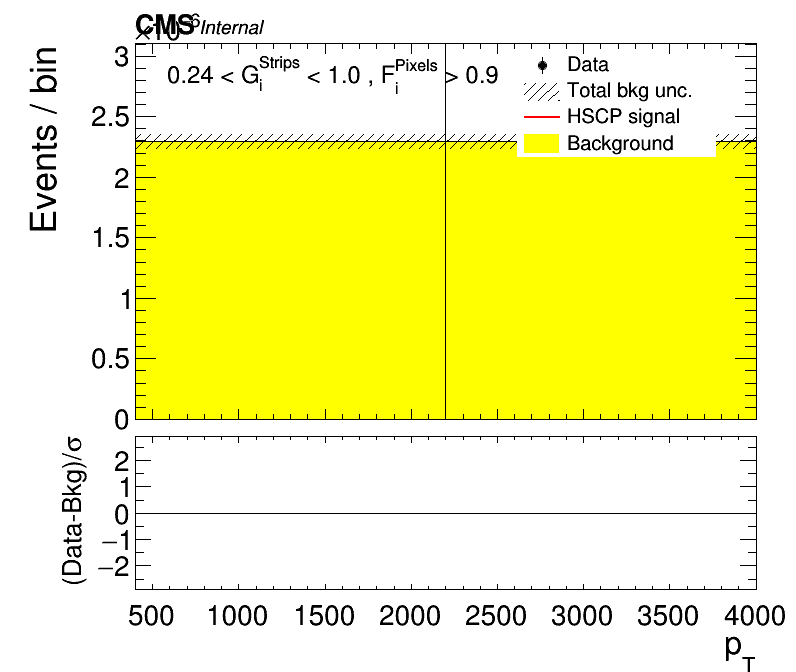 CMS Internal
×10⁻⁶
Events / bin
3
2.5
2
1.5
1
0.5
0
0.24 < G_i^Strips < 1.0 , F_i^Pixels > 0.9
Data
Total bkg unc.
HSCP signal
Background
(Data-Bkg)/σ
2
1
0
−1
−2
500 1000 1500 2000 2500 3000 3500 4000
p_T